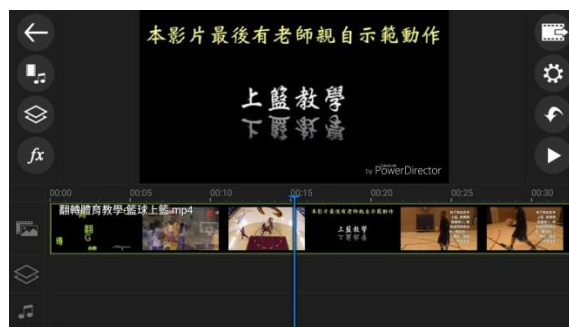 本影片最後有老師親自示範動作
上籃教學
by PowerDirector
fx
00:00 00:05 00:10 00:15 00:20 00:25 00:30
翻轉體育教學-籃球上籃.mp4
本影片最後有老師親自示範動作
上籃教學